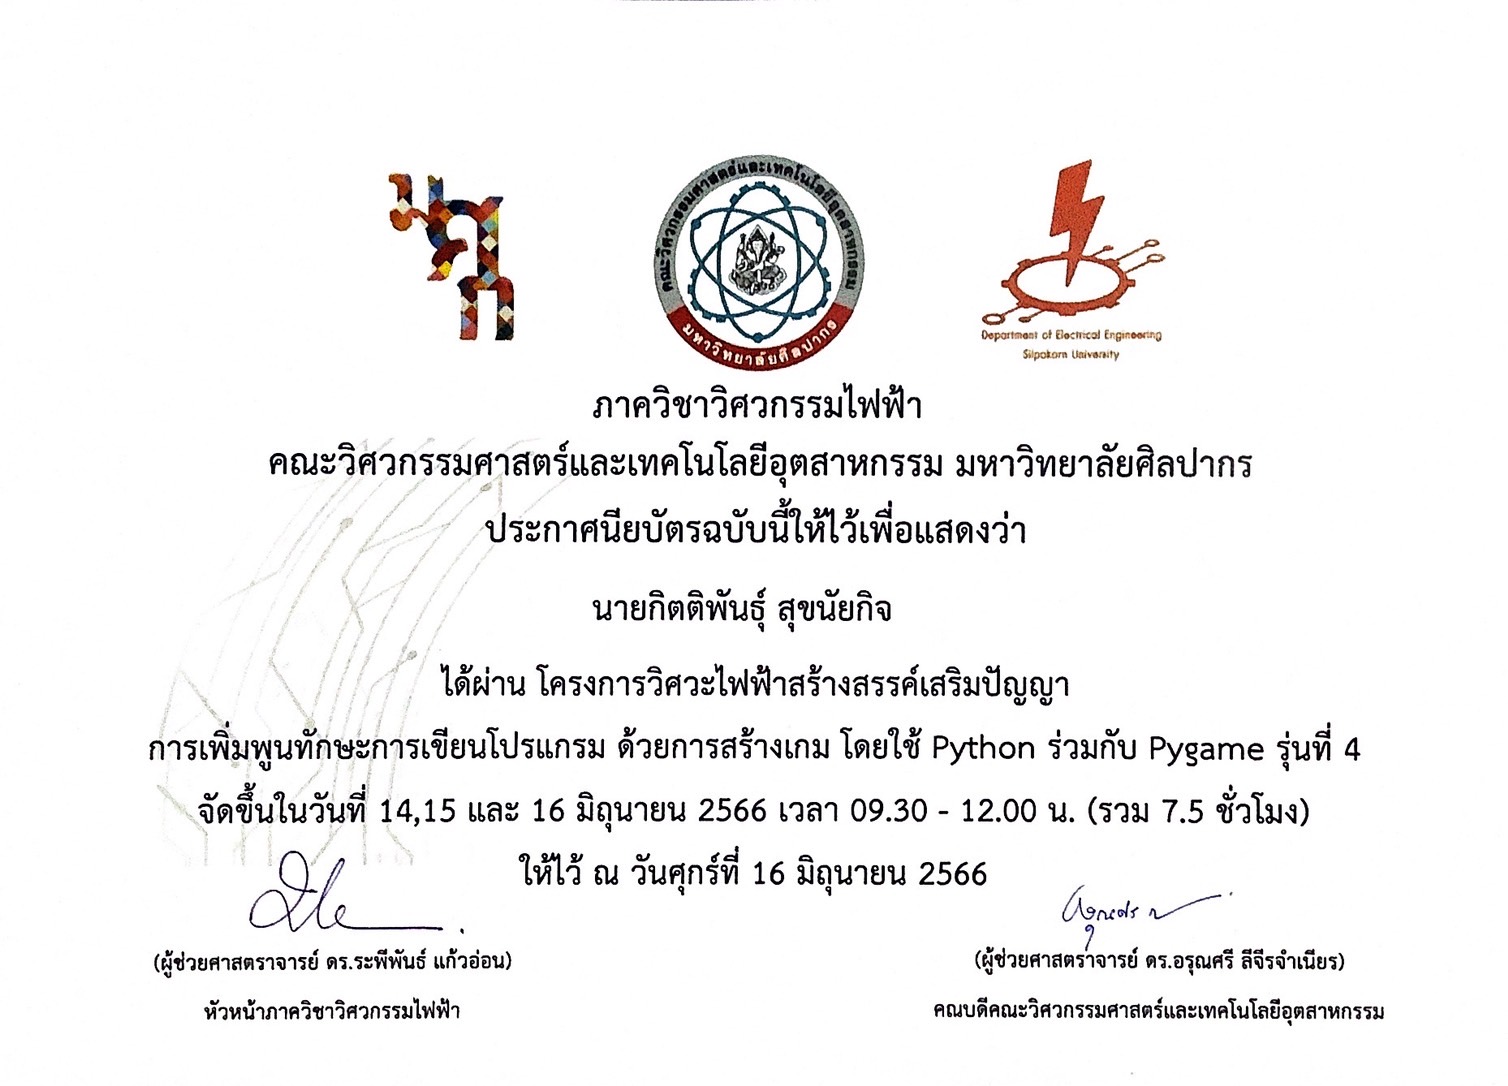 คณะวิศวกรรมศาสตร์และเทคโนโลยีอุตสาหกรรม
มหาวิทยาลัยศิลปากร
Department of Electrical Engineering
Silpakorn University
ภาควิชาวิศวกรรมไฟฟ้า
คณะวิศวกรรมศาสตร์และเทคโนโลยีอุตสาหกรรม มหาวิทยาลัยศิลปากร
ประกาศนียบัตรฉบับนี้ให้ไว้เพื่อแสดงว่า
นายกิตติพันธุ์ สุขนัยกิจ
ได้ผ่าน โครงการวิศวะไฟฟ้าสร้างสรรค์เสริมปัญญา
การเพิ่มพูนทักษะการเขียนโปรแกรม ด้วยการสร้างเกม โดยใช้ Python ร่วมกับ Pygame รุ่นที่ 4
จัดขึ้นในวันที่ 14,15 และ 16 มิถุนายน 2566 เวลา 09.30 - 12.00 น. (รวม 7.5 ชั่วโมง)
ให้ไว้ ณ วันศุกร์ที่ 16 มิถุนายน 2566
(ผู้ช่วยศาสตราจารย์ ดร.ระพีพันธ์ แก้วอ่อน)
หัวหน้าภาควิชาวิศวกรรมไฟฟ้า
(ผู้ช่วยศาสตราจารย์ ดร.อรุณศรี ลีจีรจำเนียร)
คณบดีคณะวิศวกรรมศาสตร์และเทคโนโลยีอุตสาหกรรม